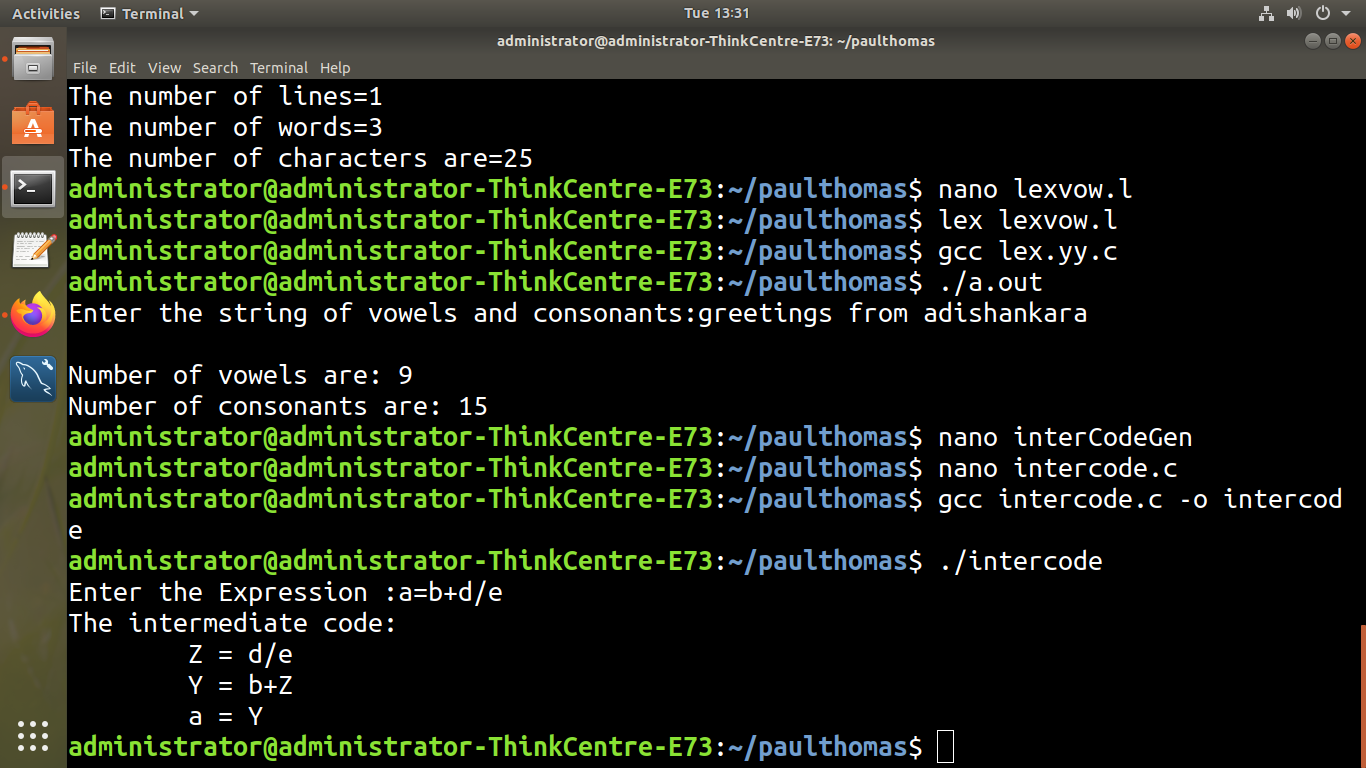 Activities Terminal Tue 13:31
administrator@administrator-ThinkCentre-E73: ~/paulthomas
File Edit View Search Terminal Help
The number of lines=1
The number of words=3
The number of characters are=25
administrator@administrator-ThinkCentre-E73:~/paulthomas$ nano lexvow.l
administrator@administrator-ThinkCentre-E73:~/paulthomas$ lex lexvow.l
administrator@administrator-ThinkCentre-E73:~/paulthomas$ gcc lex.yy.c
administrator@administrator-ThinkCentre-E73:~/paulthomas$ ./a.out
Enter the string of vowels and consonants:greetings from adishankara
Number of vowels are: 9
Number of consonants are: 15
administrator@administrator-ThinkCentre-E73:~/paulthomas$ nano interCodeGen
administrator@administrator-ThinkCentre-E73:~/paulthomas$ nano intercode.c
administrator@administrator-ThinkCentre-E73:~/paulthomas$ gcc intercode.c -o intercod
e
administrator@administrator-ThinkCentre-E73:~/paulthomas$ ./intercode
Enter the Expression :a=b+d/e
The intermediate code:
Z = d/e
Y = b+Z
a = Y
administrator@administrator-ThinkCentre-E73:~/paulthomas$